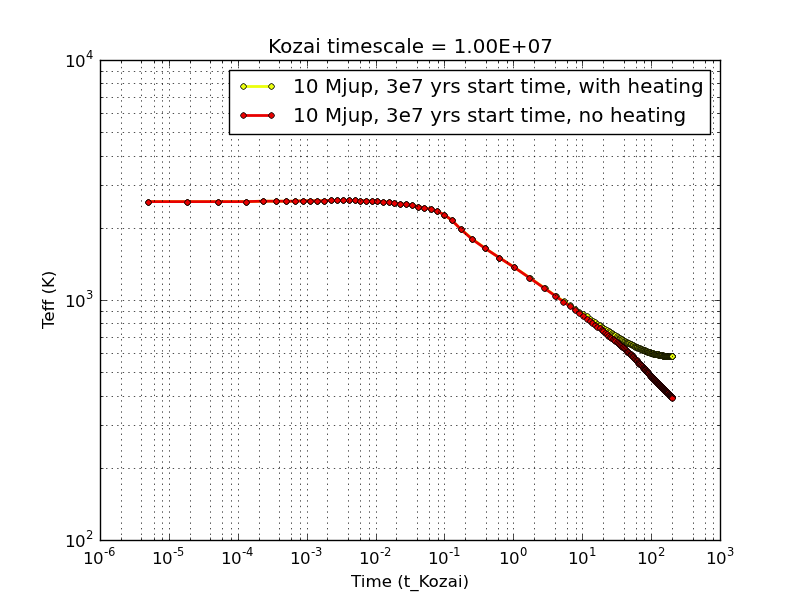 Kozai timescale = 1.00E+07
10 Mjup, 3e7 yrs start time, with heating
10 Mjup, 3e7 yrs start time, no heating
10^4
10^3
10^2
Teff (K)
10^-6 10^-5 10^-4 10^-3 10^-2 10^-1 10^0 10^1 10^2 10^3
Time (t_Kozai)